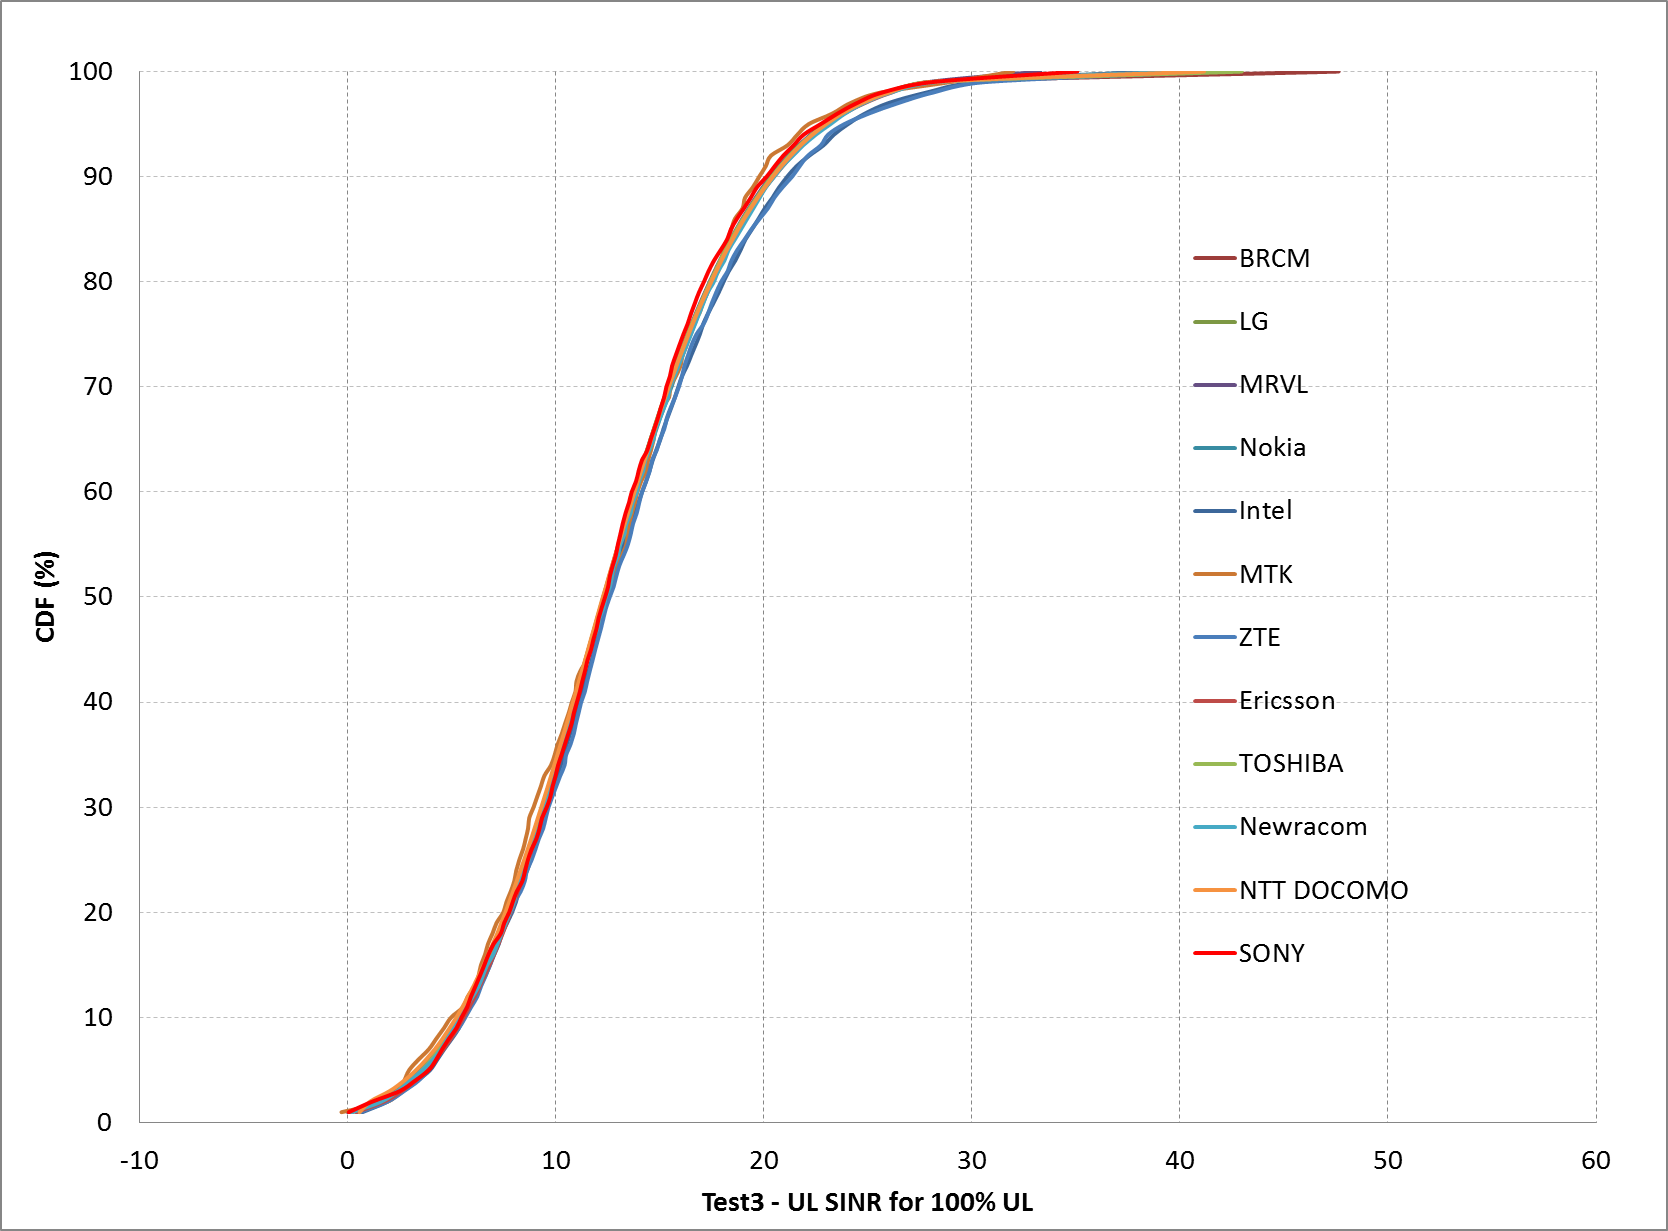 100
90
80
70
60
50
40
30
20
10
0
CDF (%)
BRCM
LG
MRVL
Nokia
Intel
MTK
ZTE
Ericsson
TOSHIBA
Newracom
NTT DOCOMO
SONY
-10 0 10 20 30 40 50 60
Test3 - UL SINR for 100% UL